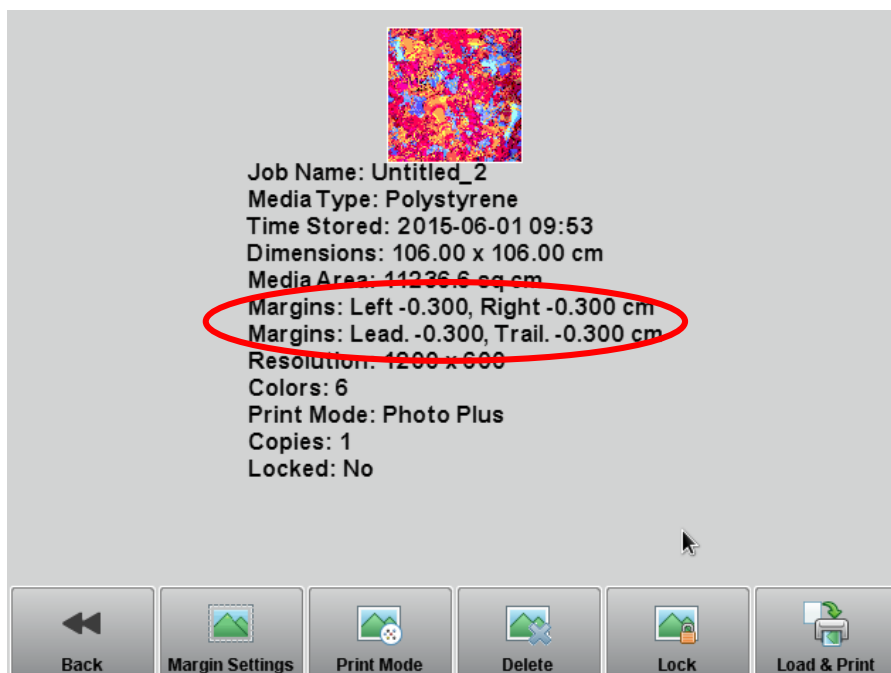 Job Name: Untitled_2
Media Type: Polystyrene
Time Stored: 2015-06-01 09:53
Dimensions: 106.00 x 106.00 cm
Media Area: 11236.6 sq cm
Margins: Left -0.300, Right -0.300 cm
Margins: Lead. -0.300, Trail. -0.300 cm
Resolution: 1200 x 600
Colors: 6
Print Mode: Photo Plus
Copies: 1
Locked: No
Back Margin Settings Print Mode Delete Lock Load & Print